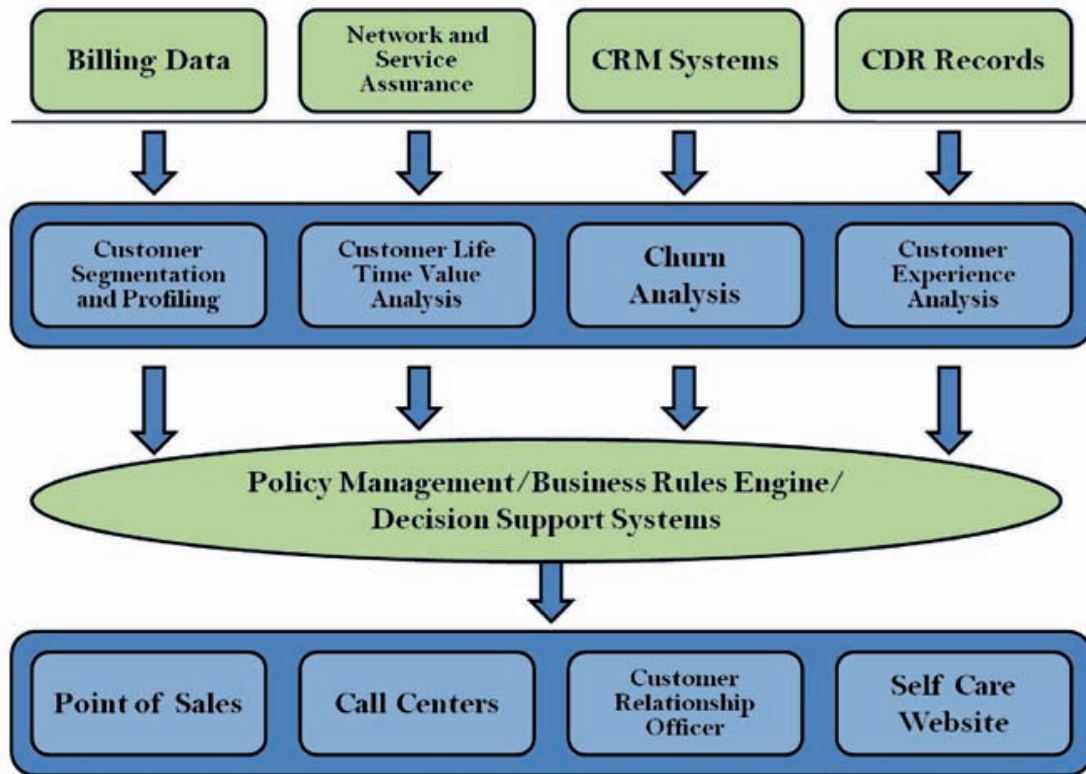 Billing Data
Network and
Service
Assurance
CRM Systems
CDR Records
Customer
Segmentation
and Profiling
Customer Life
Time Value
Analysis
Churn
Analysis
Customer
Experience
Analysis
Policy Management/Business Rules Engine/
Decision Support Systems
Point of Sales
Call Centers
Customer
Relationship
Officer
Self Care
Website